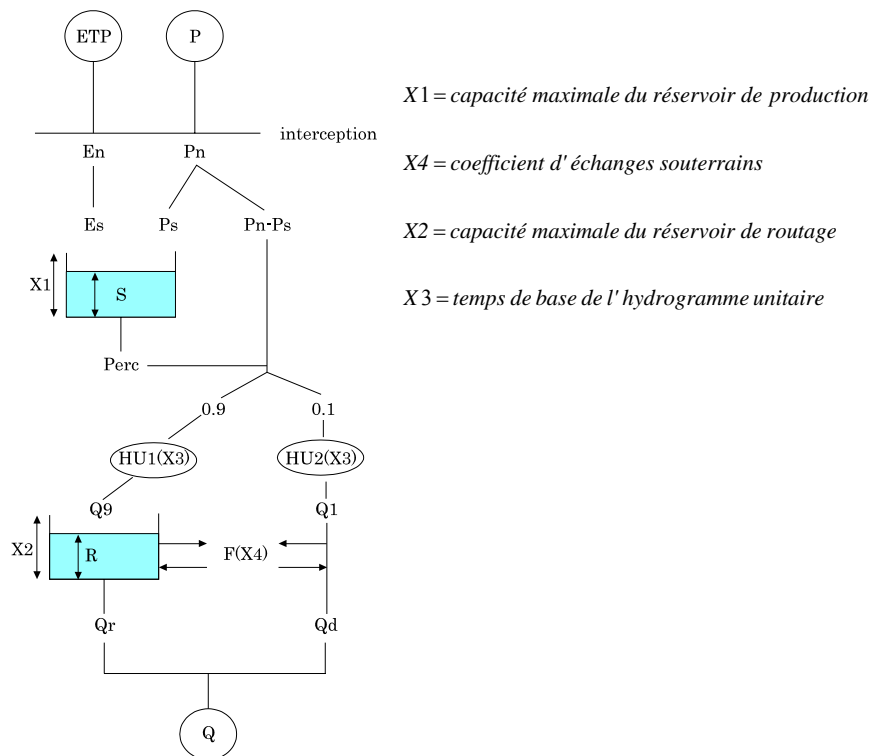 ETP P
interception
En Pn
Es Ps Pn-Ps
X1
S
Perc
0.9 0.1
HU1(X3) HU2(X3)
Q9 Q1
X2
R
F(X4)
Qr Qd
Q
X1 = capacité maximale du réservoir de production
X4 = coefficient d' échanges souterrains
X2 = capacité maximale du réservoir de routage
X3 = temps de base de l' hydrogramme unitaire